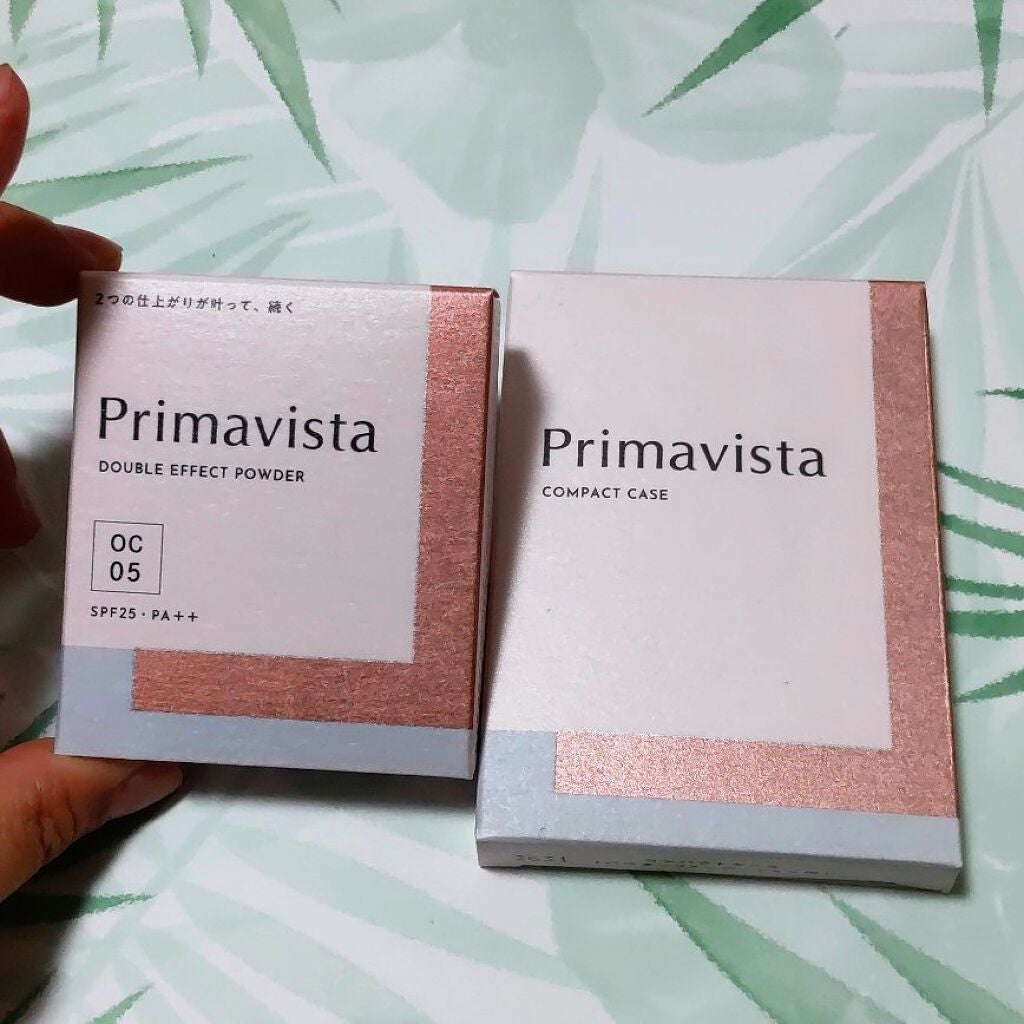 2つの仕上がりが叶って、続く
Primavista
DOUBLE EFFECT POWDER
OC
05
SPF25・PA++
Primavista
COMPACT CASE